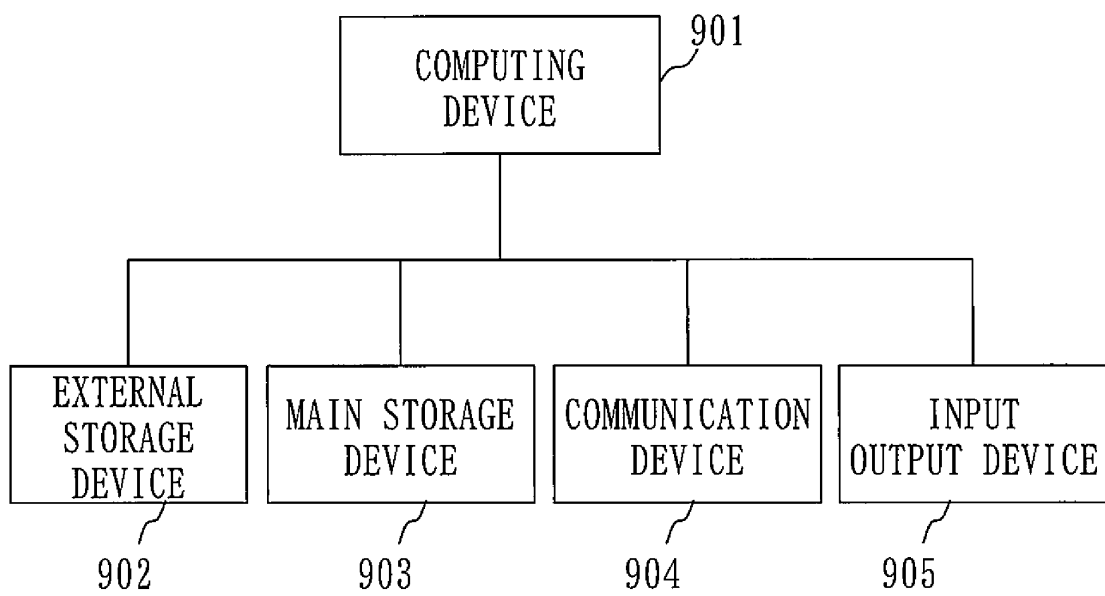 COMPUTING
DEVICE
901
EXTERNAL
STORAGE
DEVICE
MAIN STORAGE
DEVICE
COMMUNICATION
DEVICE
INPUT
OUTPUT DEVICE
902
903
904
905